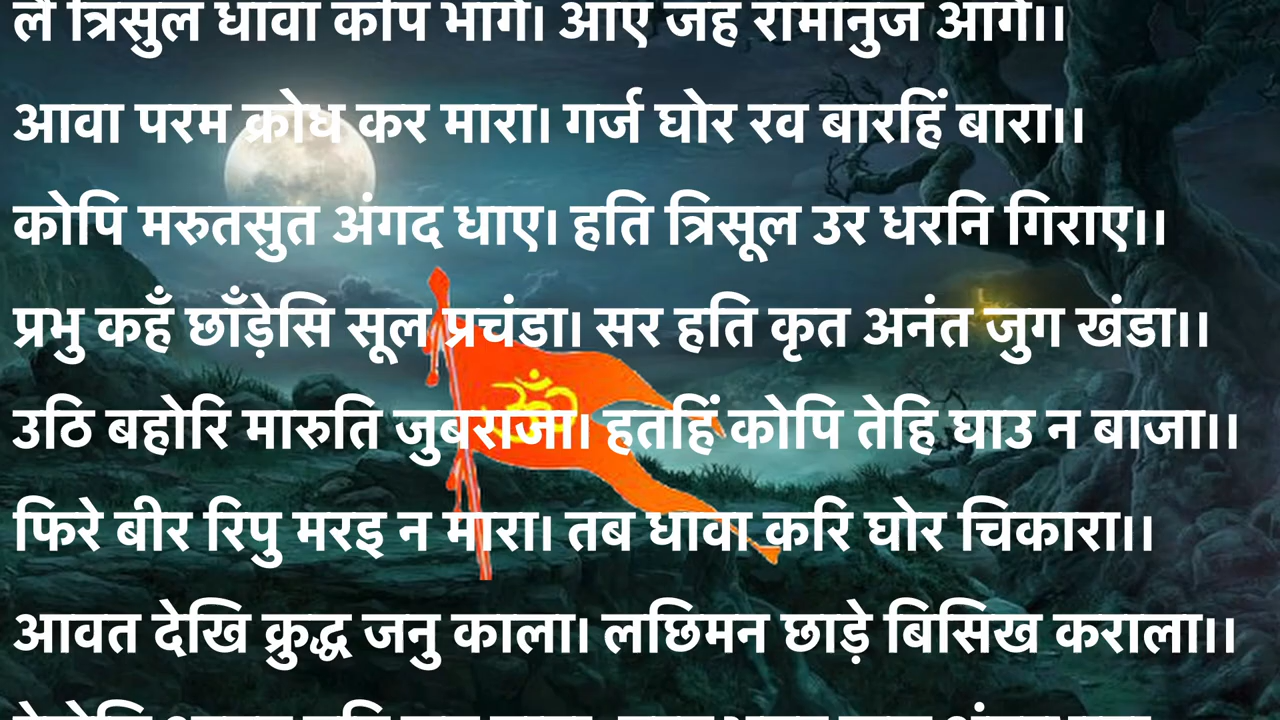 लै त्रिसुल धावा कपि भागे। आए जहँ रामानुज आगे।।
आवा परम क्रोध कर मारा। गर्ज घोर रव बारहिं बारा।।
कोपि मरुतसुत अंगद धाए। हति त्रिसूल उर धरनि गिराए।।
प्रभु कहँ छाँड़ेसि सूल प्रचंडा। सर हति कृत अनंत जुग खंडा।।
उठि बहोरि मारुति जुबराजा। हतहिं कोपि तेहि घाउ न बाजा।।
फिरे बीर रिपु मरइ न मारा। तब धावा करि घोर चिकारा।।
आवत देखि क्रुद्ध जनु काला। लछिमन छाड़े बिसिख कराला।।